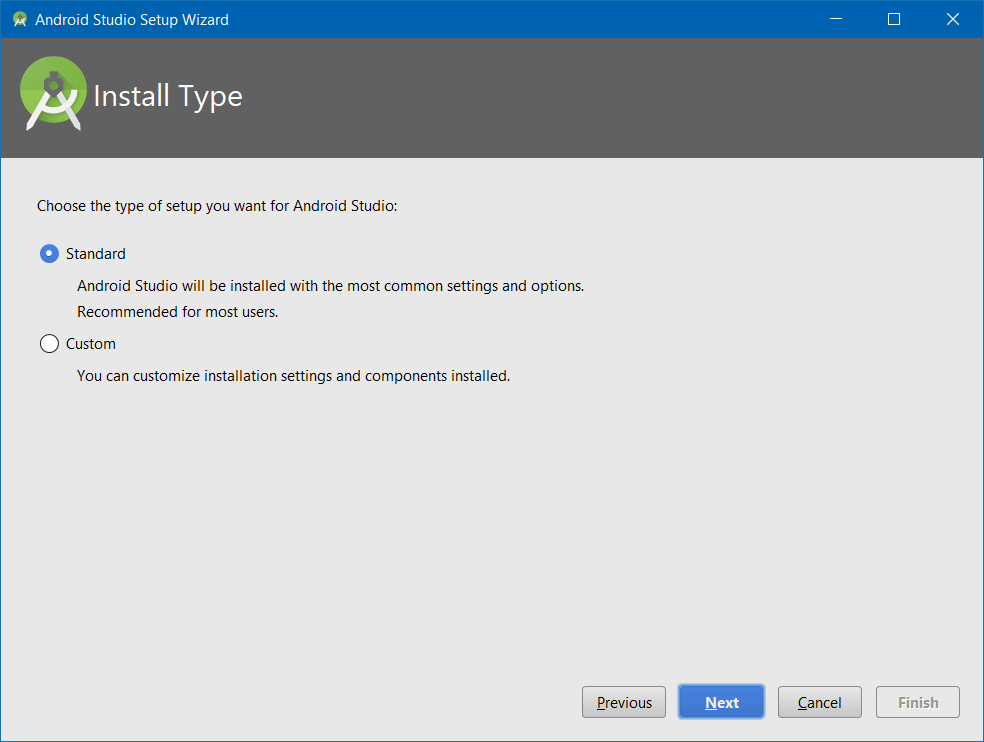 Android Studio Setup Wizard
Install Type
Choose the type of setup you want for Android Studio:
Standard
Android Studio will be installed with the most common settings and options.
Recommended for most users.
Custom
You can customize installation settings and components installed.
Previous Next Cancel Finish